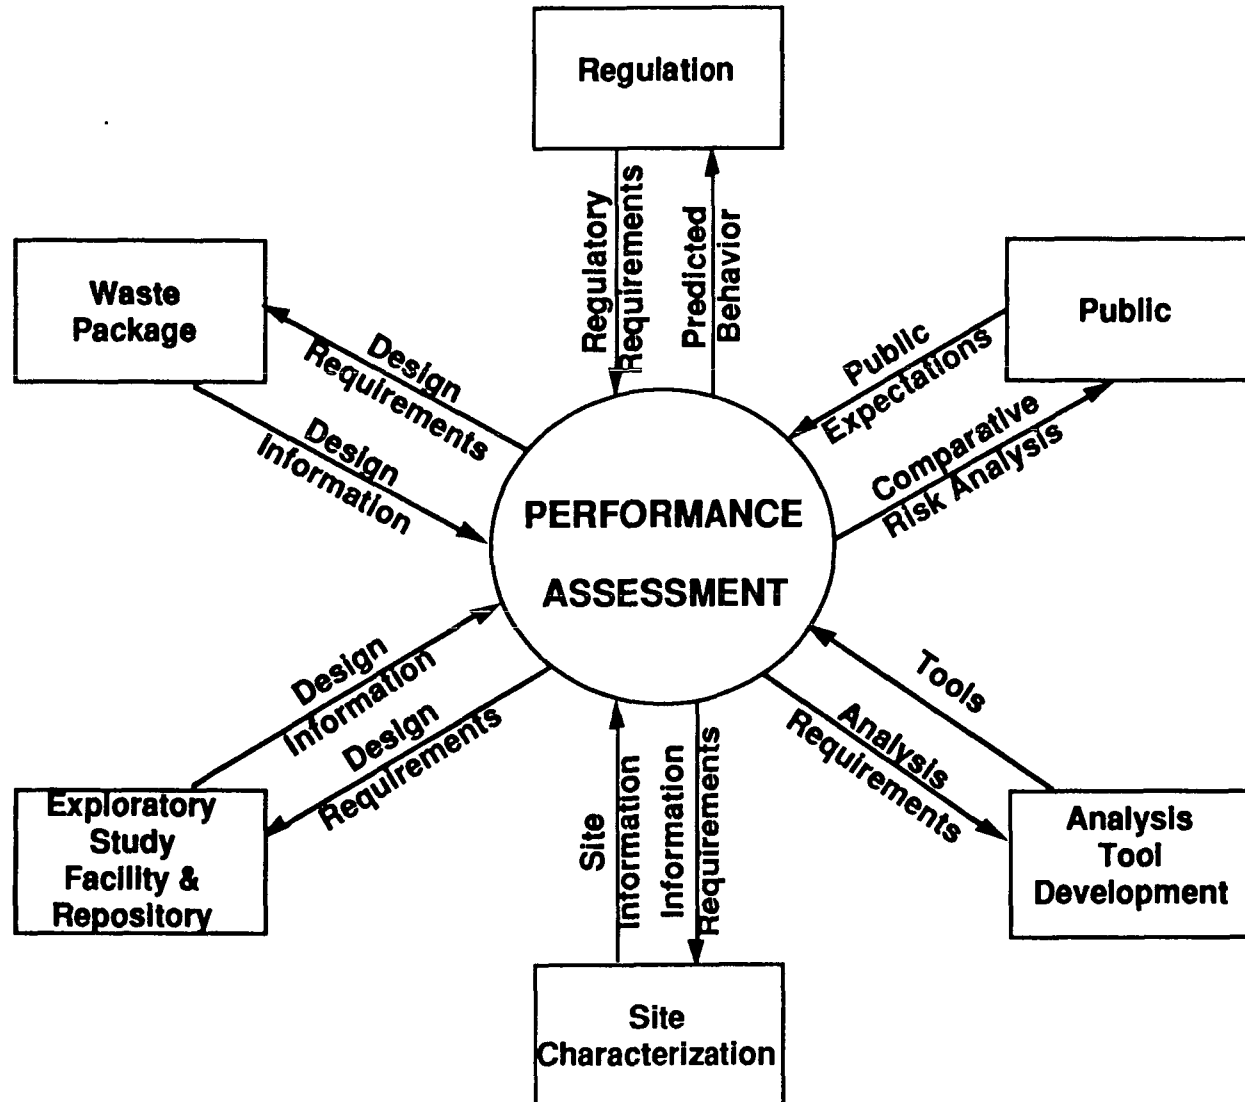 Regulation
Regulatory
Requirements
Predicted
Behavior
Waste
Package
Design
Requirements
Design
Information
Public
Public
Expectations
Comparative
Risk Analysis
PERFORMANCE
ASSESSMENT
Design
Information
Design
Requirements
Exploratory
Study
Facility &
Repository
Site
Information
Information
Requirements
Site
Characterization
Tools
Analysis
Requirements
Analysis
Tool
Development